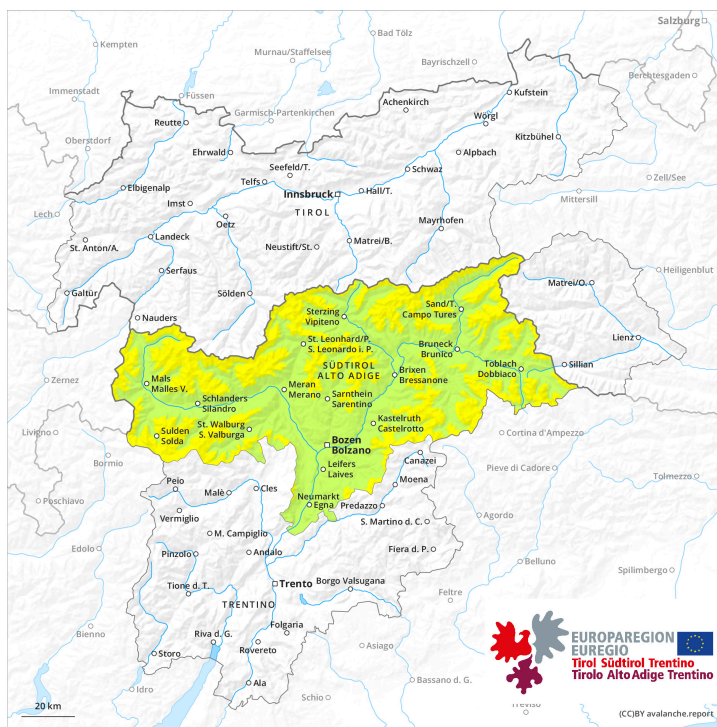 Salzburg
Kempten
Bad Tölz
Murnau/Staffelsee
Bayrischzell
Berchtesgaden
Immenstadt
Füssen
Garmisch-Partenkirchen
Achenkirch
Kufstein
Reutte
Wörgl
Oberstdorf
Kitzbühel
Ehrwald
Alpbach
Seefeld/T.
Schwaz
Telfs
Zell/See
Elbigenalp
Innsbruck
Hall/T.
Mittersill
Imst
TIROL
Lech
Oetz
Mayrhofen
Landeck
St. Anton/A.
Neustift/St.
Matrei/B.
Serfaus
Heiligenblut
Galtür
Sölden
Matrei/O.
Nauders
Sterzing
Vipiteno
Sand/T.
Campo Tures
Lienz
St. Leonhard/P.
S. Leonardo i. P.
Bruneck
Brunico
Sillian
Toblach
Dobbiaco
SÜDTIROL
ALTO ADIGE
Brixen
Bressanone
Zernez
Mals
Malles V.
Meran
Merano
Schlanders
Silandro
Sarnthein
Sarentino
Kastelruth
Castelrotto
St. Walburg
S. Valburga
Livigno
Sulden
Solda
Bozen
Bolzano
Cortina d'Ampezzo
Canazei
Bormio
Leifers
Laives
Pieve di Cadore
Peio
Malè
Cles
Moena
Tolmezzo
Poschiavo
Neumarkt
Egna
Predazzo
Vermiglio
Agordo
S. Martino d. C.
M. Campiglio
Edolo
Pinzolo
Andalo
Fiera d. P.
Belluno
Spilimbergo
Tione d. T.
Trento
Borgo Valsugana
Feltre
TRENTINO
Bienno
Folgaria
Riva d. G.
Rovereto
Asiago
Storo
Bassano d. G.
Idro
Ala
Schio
Treviso
EUROPAREGION
EUREGIO
Tirol Südtirol Trentino
Tirolo Alto Adige Trentino
20 km
(CC)BY avalanche.report